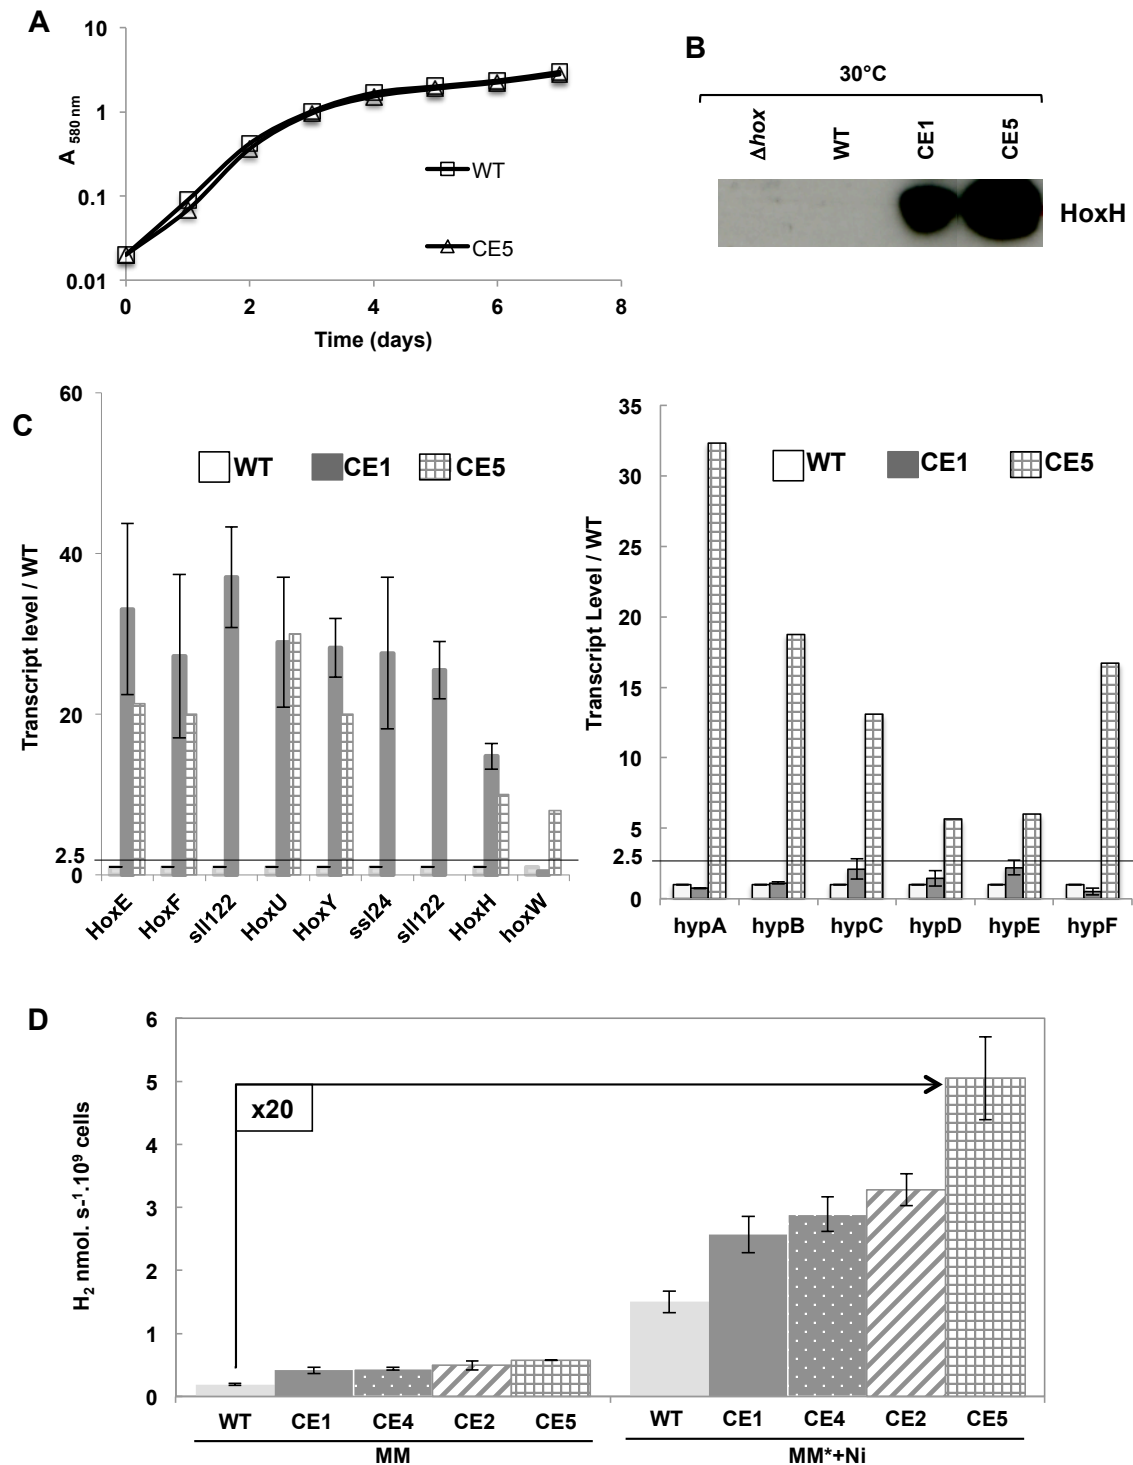 A
10
1
0.1
0.01
A 580 nm
WT
CE5
0 2 4 6 8
Time (days)
B
30°C
Δhox
WT
CE1
CE5
HoxH
C
60
40
20
2.5
0
Transcript level / WT
WT CE1 CE5
HoxE HoxF sll122 HoxU HoxY ssl24 sll122 HoxH hoxW
35
30
25
20
15
10
5
2.5
0
Transcript Level / WT
WT CE1 CE5
hypA hypB hypC hypD hypE hypF
D
6
5
4
3
2
1
0
H2 nmol. s-1.10⁹ cells
x20
WT CE1 CE4 CE2 CE5 WT CE1 CE4 CE2 CE5
MM MM*+Ni